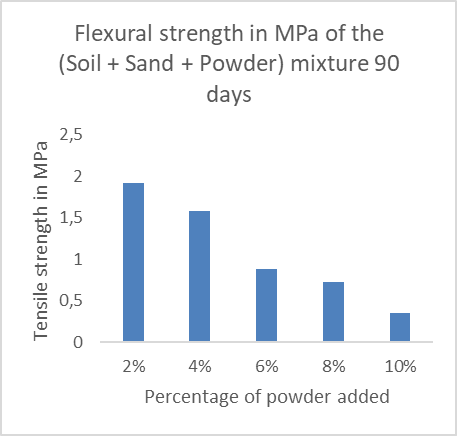 Flexural strength in MPa of the
(Soil + Sand + Powder) mixture 90
days
Tensile strength in MPa
2,5
2
1,5
1
0,5
0
2% 4% 6% 8% 10%
Percentage of powder added